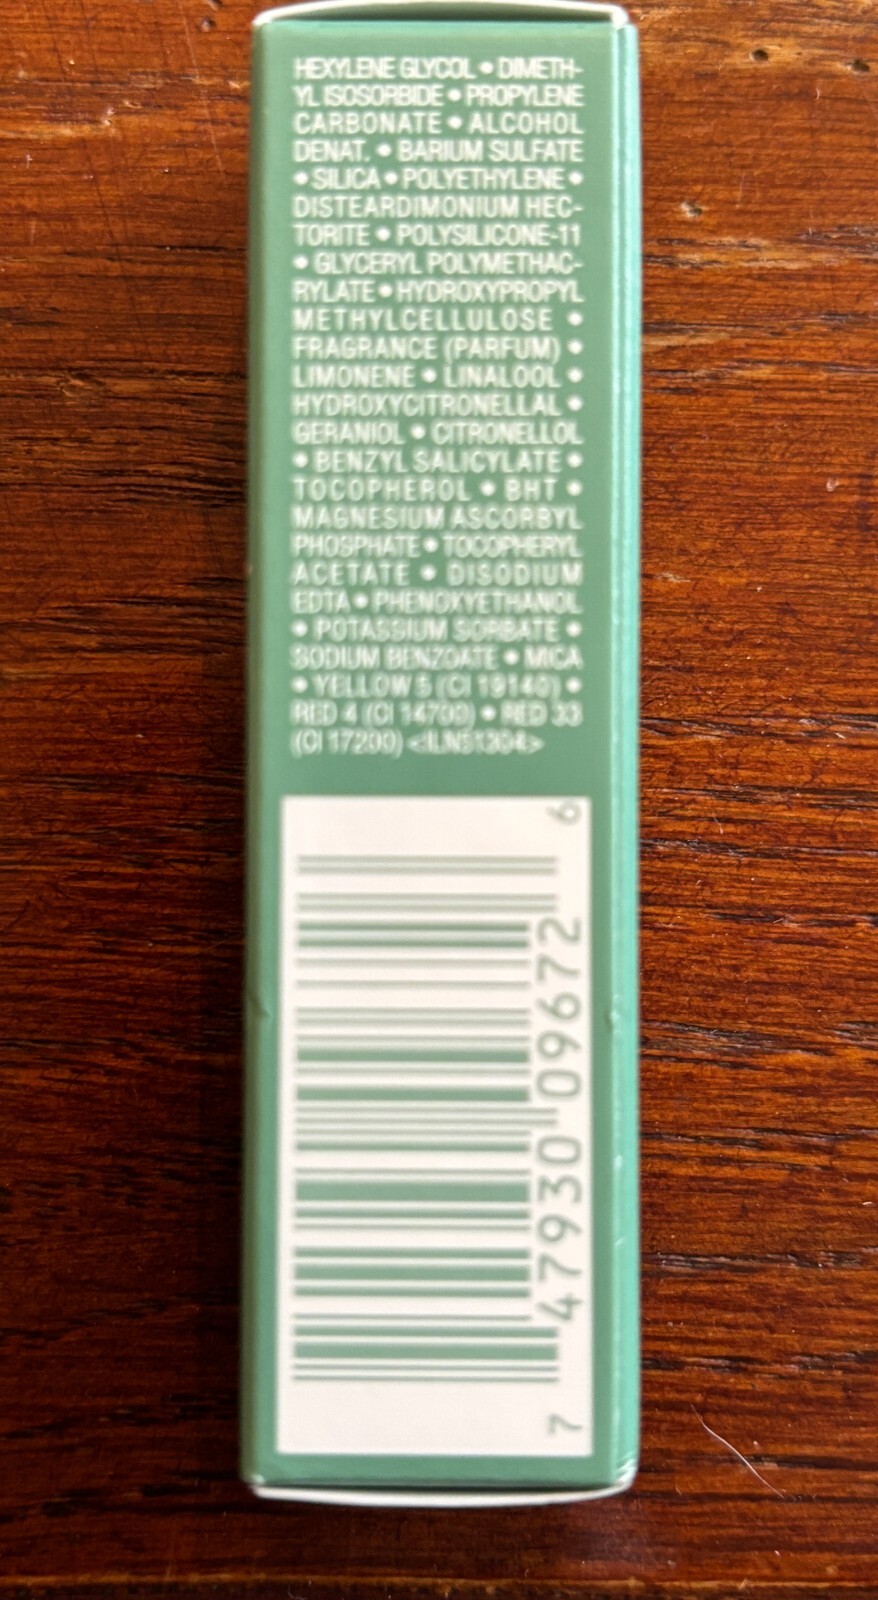 HEXYLENE GLYCOL • DIMETH-
YL ISOSORBIDE • PROPYLENE
CARBONATE • ALCOHOL
DENAT. • BARIUM SULFATE
• SILICA • POLYETHYLENE •
DISTEARDIMONIUM HEC-
TORITE • POLYSILICONE-11
• GLYCERYL POLYMETHAC-
RYLATE • HYDROXYPROPYL
METHYLCELLULOSE •
FRAGRANCE (PARFUM) •
LIMONENE • LINALOOL •
HYDROXYCITRONELLAL •
GERANIOL • CITRONELLOL
• BENZYL SALICYLATE •
TOCOPHEROL • BHT •
MAGNESIUM ASCORBYL
PHOSPHATE • TOCOPHERYL
ACETATE • DISODIUM
EDTA • PHENOXYETHANOL
• POTASSIUM SORBATE •
SODIUM BENZOATE • MICA
• YELLOW 5 (CI 19140) •
RED 4 (CI 14700) • RED 33
(CI 17200) <ILN51304>
7 47930 09672 6